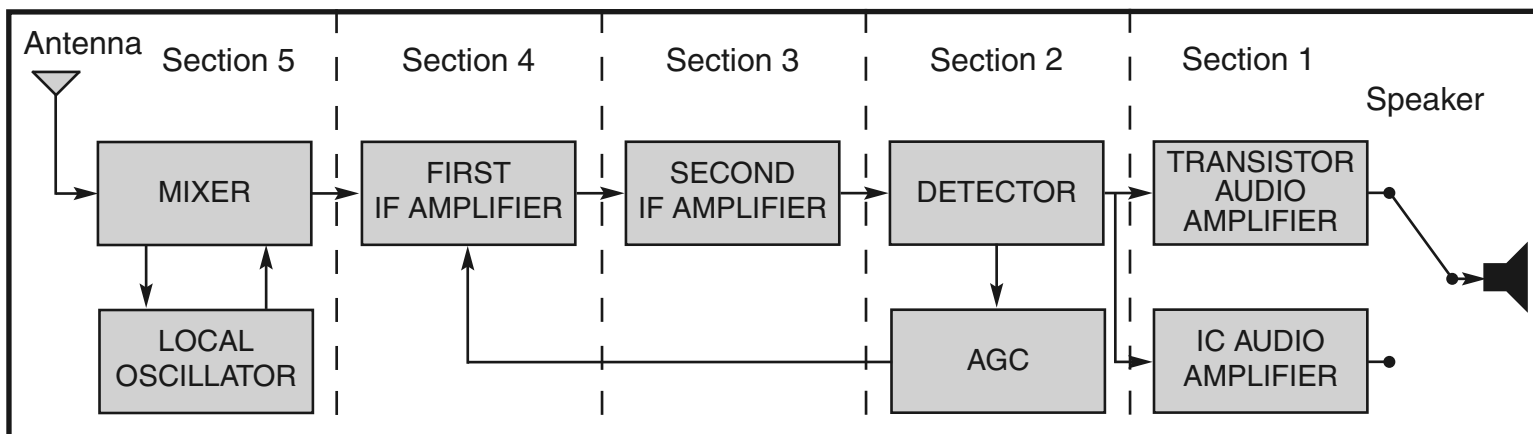 Antenna
Section 5
Section 4
Section 3
Section 2
Section 1
Speaker
MIXER
FIRST
IF AMPLIFIER
SECOND
IF AMPLIFIER
DETECTOR
TRANSISTOR
AUDIO
AMPLIFIER
LOCAL
OSCILLATOR
AGC
IC AUDIO
AMPLIFIER